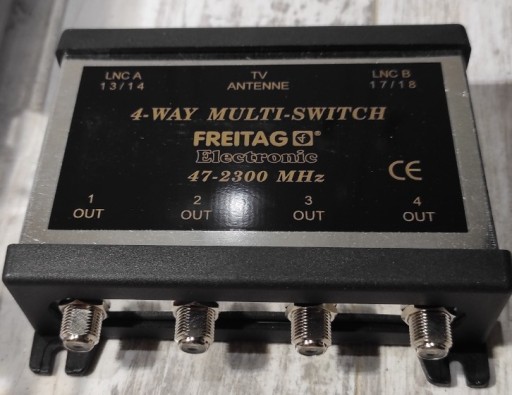 LNC A TV LNC B
13/14 ANTENNE 17/18
4-WAY MULTI-SWITCH
FREITAG ®
Electronic
47-2300 MHz CE
1 2 3 4
OUT OUT OUT OUT